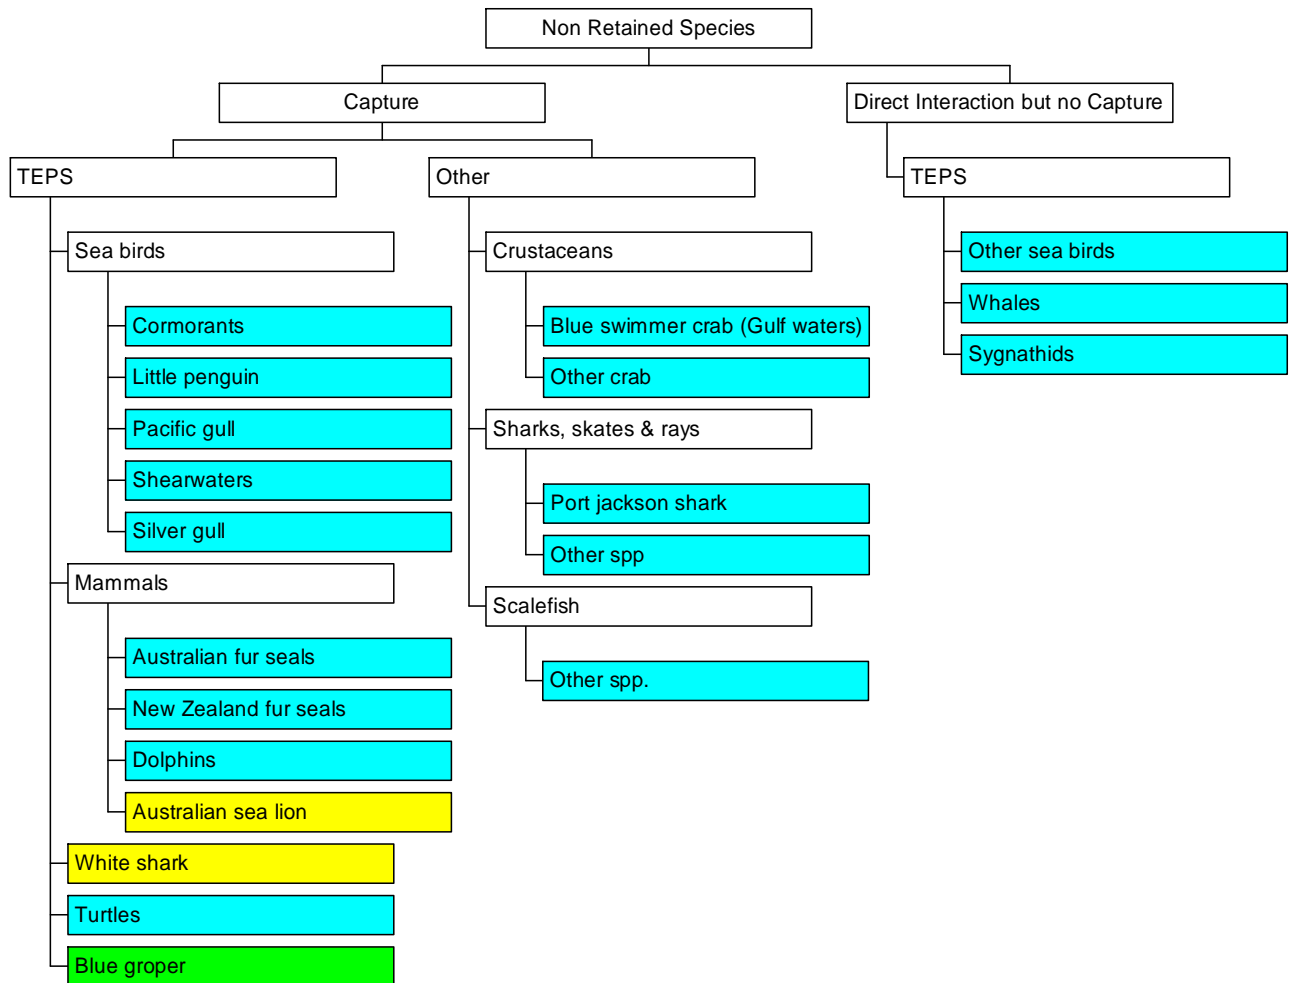 Non Retained Species
Capture
Direct Interaction but no Capture
TEPS
Sea birds
Cormorants
Little penguin
Pacific gull
Shearwaters
Silver gull
Mammals
Australian fur seals
New Zealand fur seals
Dolphins
Australian sea lion
White shark
Turtles
Blue groper
Other
Crustaceans
Blue swimmer crab (Gulf waters)
Other crab
Sharks, skates & rays
Port jackson shark
Other spp
Scalefish
Other spp.
TEPS
Other sea birds
Whales
Sygnathids